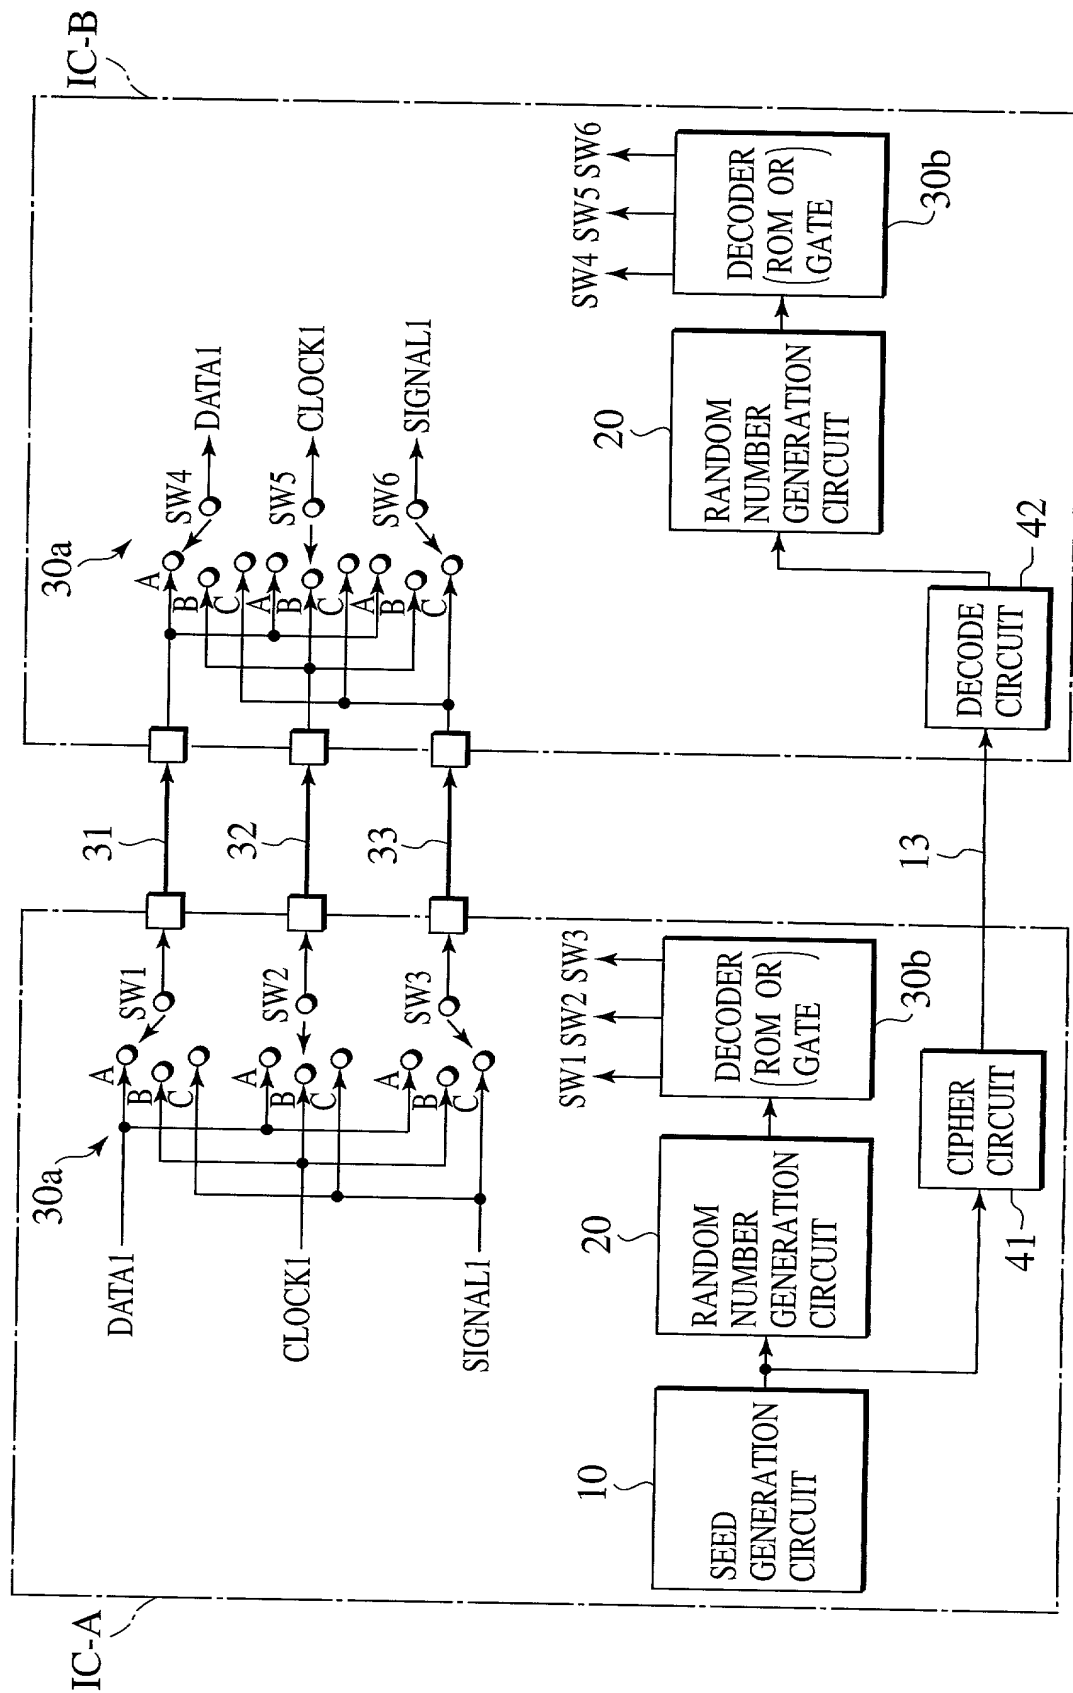 IC-A
IC-B
30a
DATA1
CLOCK1
SIGNAL1
A
B
C
A
B
C
A
B
C
SW1
SW2
SW3
31
32
33
30a
A
B
C
A
B
C
A
B
C
SW4
SW5
SW6
DATA1
CLOCK1
SIGNAL1
10
SEED
GENERATION
CIRCUIT
20
RANDOM
NUMBER
GENERATION
CIRCUIT
SW1 SW2 SW3
DECODER
(ROM OR
GATE)
30b
41
CIPHER
CIRCUIT
13
DECODE
CIRCUIT
42
20
RANDOM
NUMBER
GENERATION
CIRCUIT
SW4 SW5 SW6
DECODER
(ROM OR
GATE)
30b